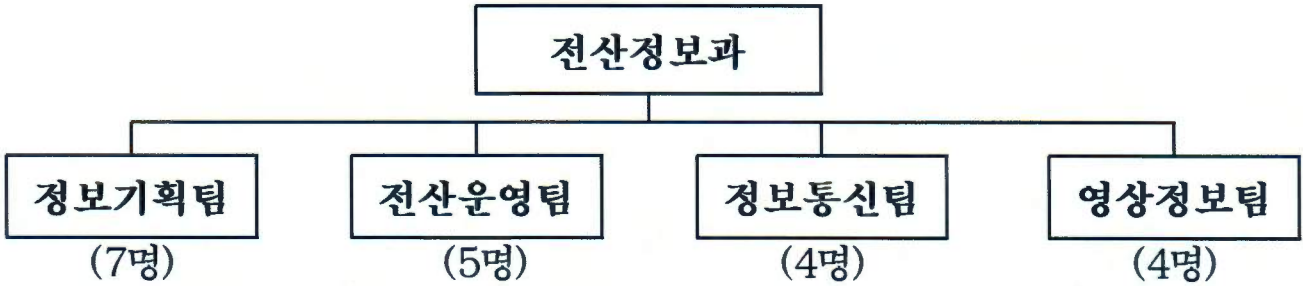 전산정보과
정보기획팀 전산운영팀 정보통신팀 영상정보팀
(7명) (5명) (4명) (4명)